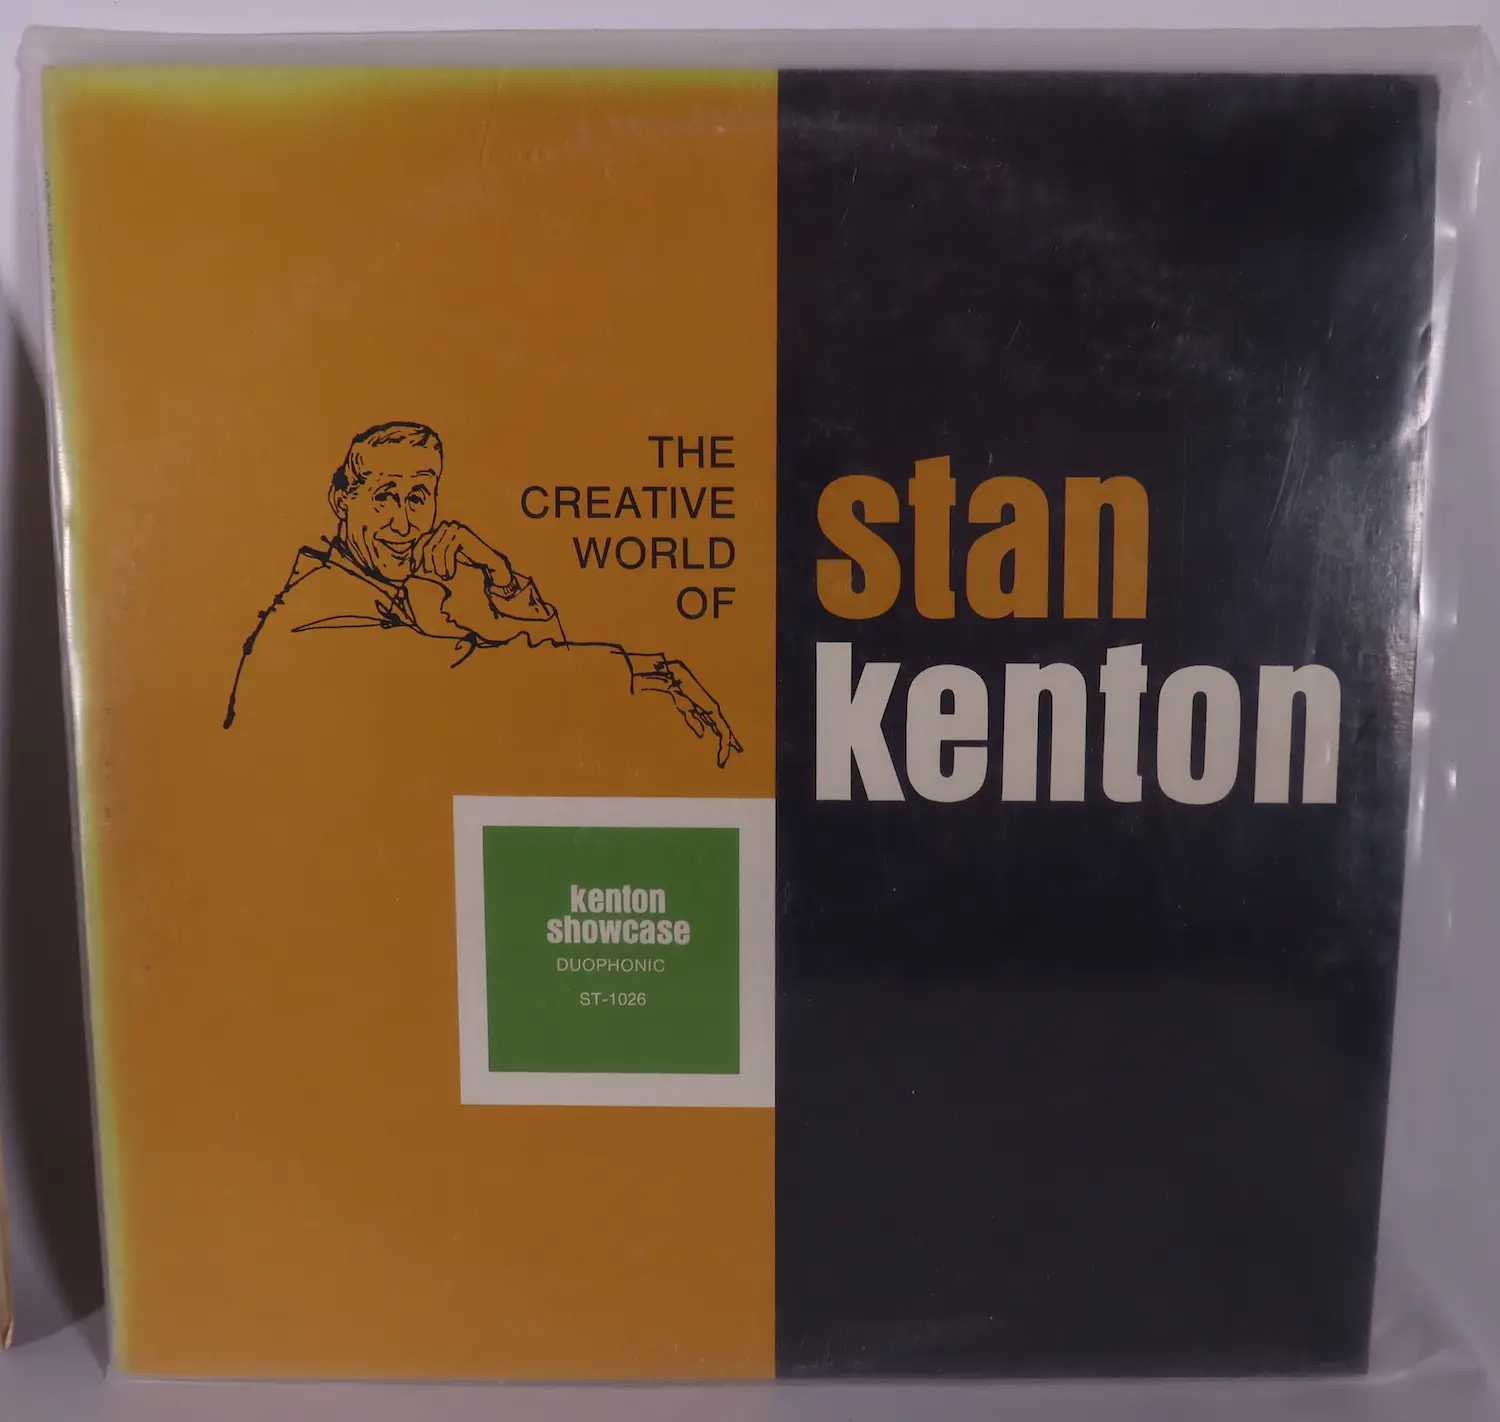 THE
CREATIVE
WORLD
OF
stan
kenton
kenton
showcase
DUOPHONIC
ST-1026